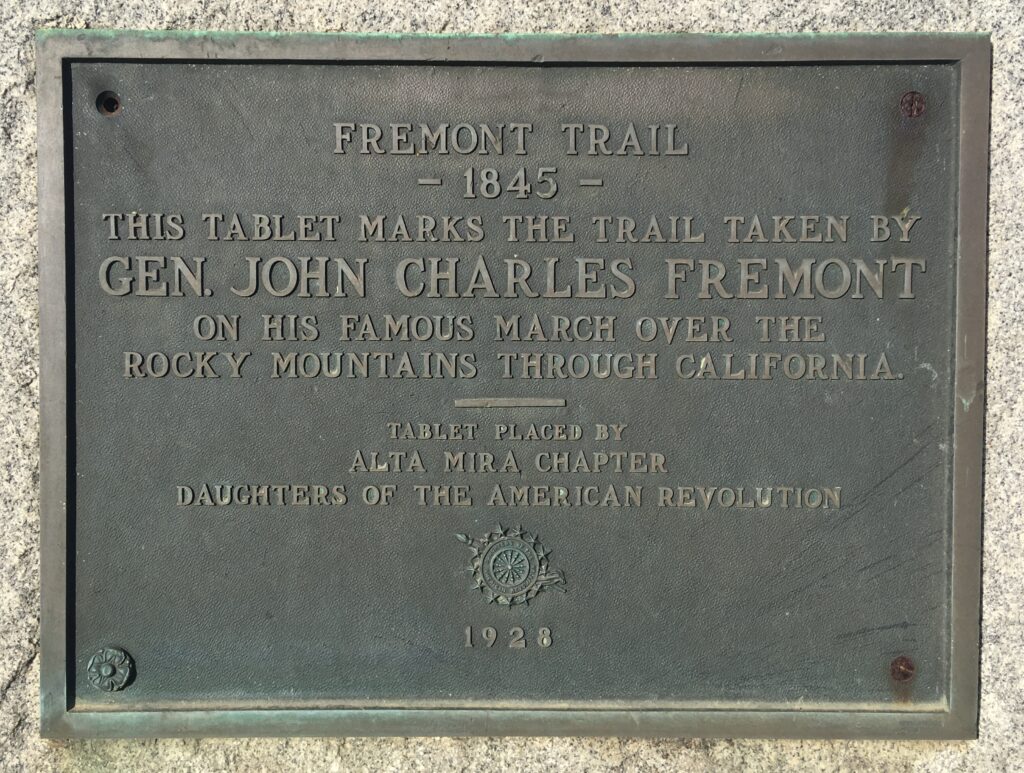 FREMONT TRAIL
– 1845 –
THIS TABLET MARKS THE TRAIL TAKEN BY
GEN. JOHN CHARLES FREMONT
ON HIS FAMOUS MARCH OVER THE
ROCKY MOUNTAINS THROUGH CALIFORNIA.
TABLET PLACED BY
ALTA MIRA CHAPTER
DAUGHTERS OF THE AMERICAN REVOLUTION
1928